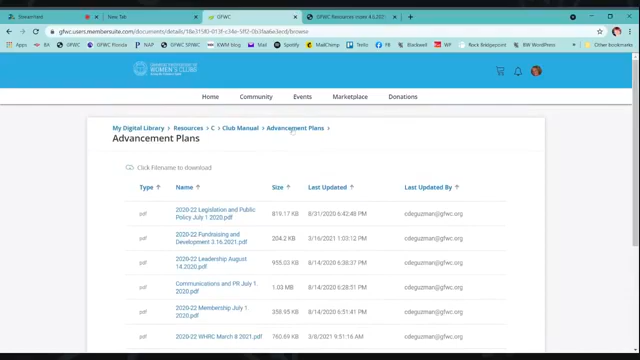 StreamYard
New Tab
GFWC
GFWC Resources rules 4.0.2021
gfwc.users.membersuite.com/documents/details/
/browse
Apps
GFWC
GFWC Florida
NAP
GFWC SPWC
KWM blog
Mail
Spotify
MailChimp
FB
Blackwell
Rock Bridgepoint
BW WordPress
Other bookmarks
WOMEN'S CLUBS
Home Community Events Marketplace Donations
My Digital Library > Resources > C > Club Manual > Advancement Plans >
Advancement Plans
Click Filename to download
Type Name Size Last Updated Last Updated By
pdf 2020-22 Legislation and Public Policy July 1 2020.pdf 819.17 KB 8/31/2020 6:42:48 PM cdeguzman@gfwc.org
pdf 2020-22 Fundraising and Development 3.16.2021.pdf 204.2 KB 3/16/2021 1:03:12 PM cdeguzman@gfwc.org
pdf 2020-22 Leadership August 14.2020.pdf 955.03 KB 8/14/2020 6:38:37 PM cdeguzman@gfwc.org
pdf Communications and PR July 1. 2020.pdf 1.03 MB 8/14/2020 6:28:51 PM cdeguzman@gfwc.org
pdf 2020-22 Membership July 1. 2020.pdf 358.95 KB 8/14/2020 6:51:41 PM cdeguzman@gfwc.org
pdf 2020-22 WHRC March 8 2021.pdf 760.69 KB 3/8/2021 9:51:16 AM cdeguzman@gfwc.org